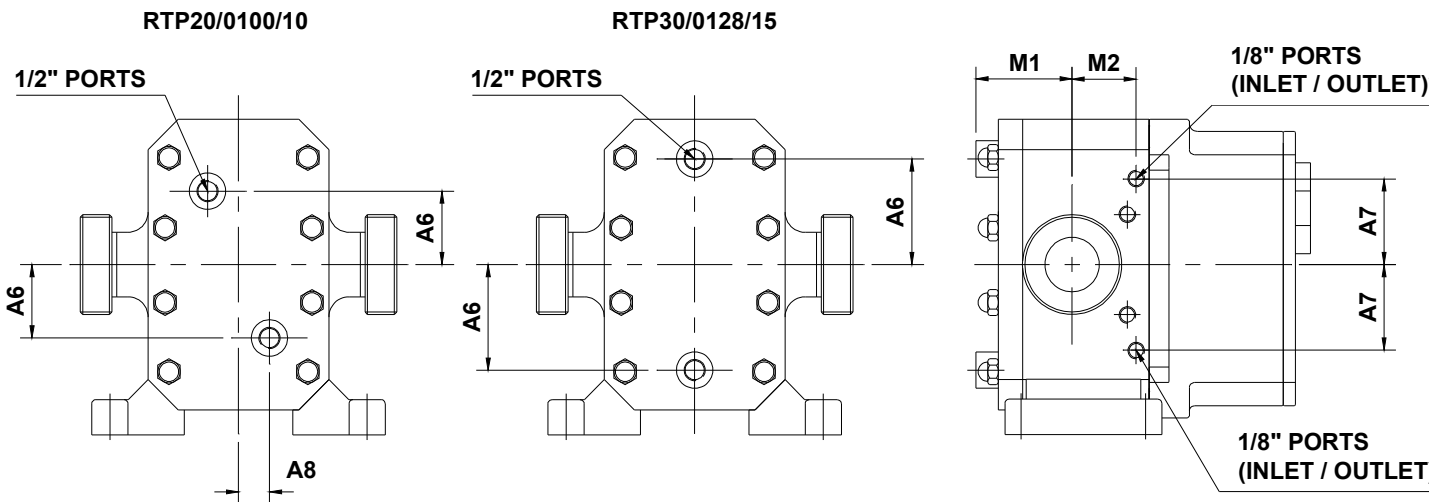 RTP20/0100/10
RTP30/0128/15
1/2" PORTS
1/2" PORTS
M1
M2
1/8" PORTS
(INLET / OUTLET)
A6
A6
A8
A6
A6
A7
A7
1/8" PORTS
(INLET / OUTLET)